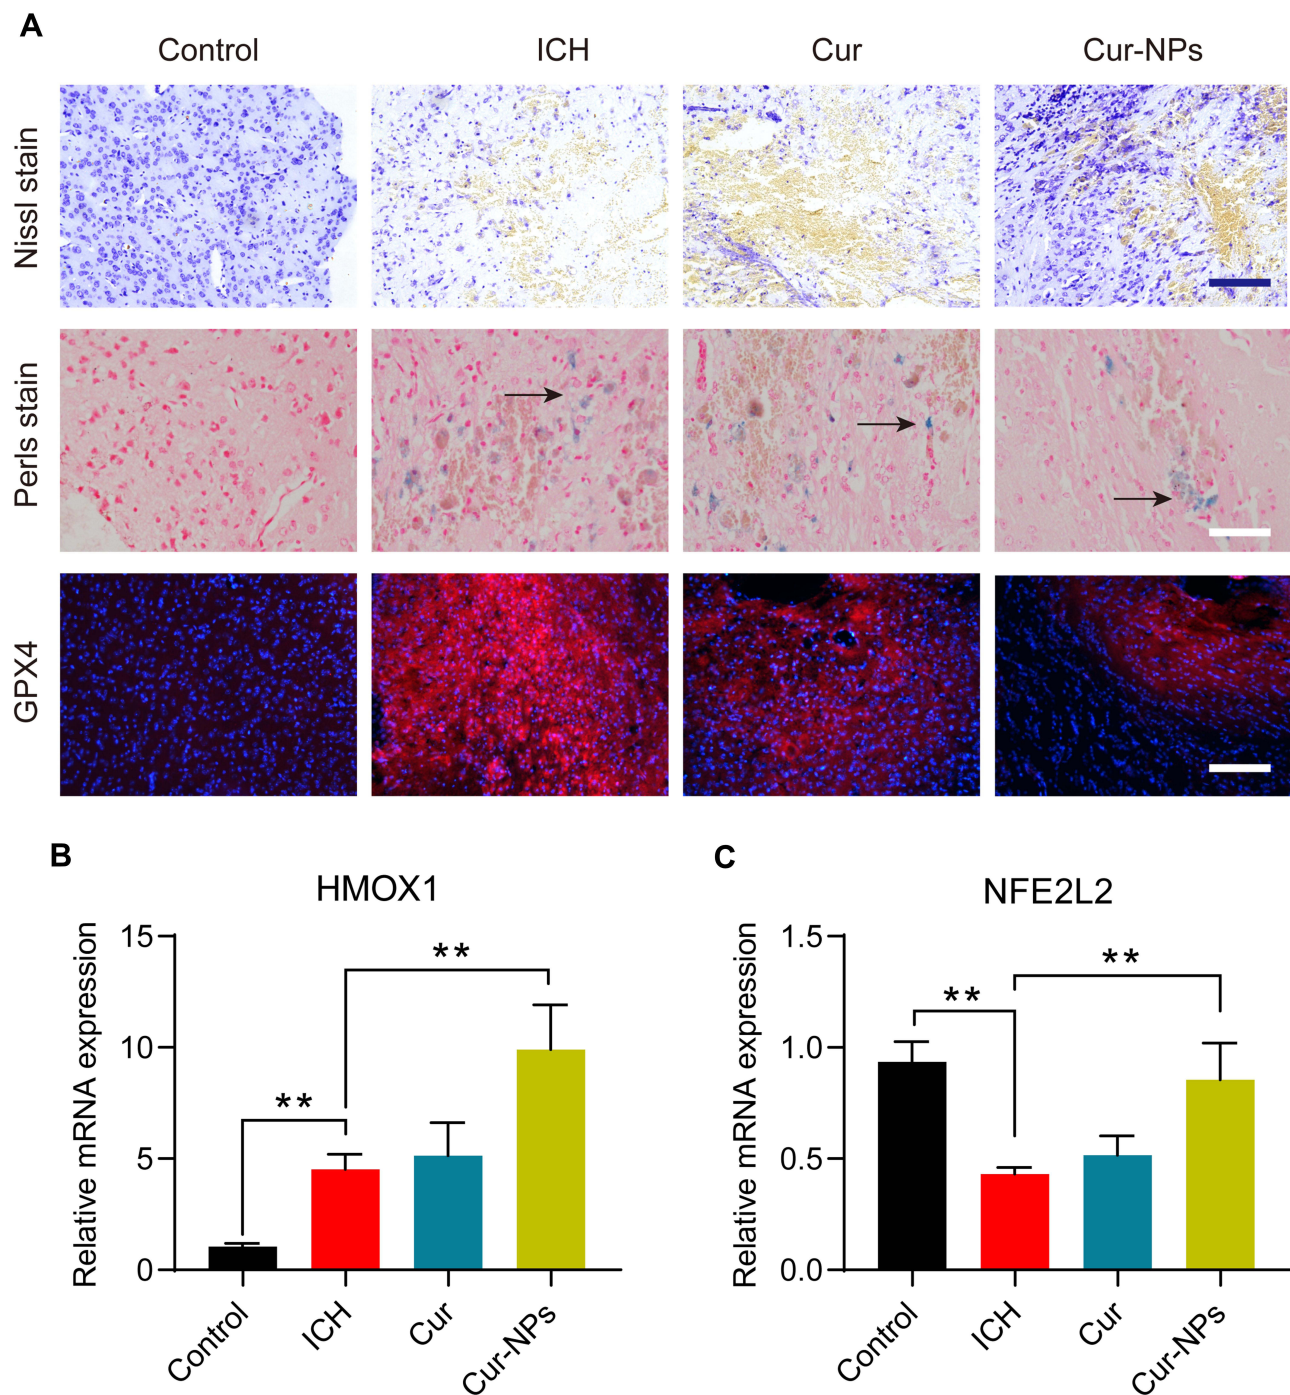 A
Control ICH Cur Cur-NPs
Nissl stain
Perls stain
GPX4
B
HMOX1
Relative mRNA expression
15
10
5
0
**
**
Control
ICH
Cur
Cur-NPs
C
NFE2L2
Relative mRNA expression
1.5
1.0
0.5
0.0
**
**
Control
ICH
Cur
Cur-NPs